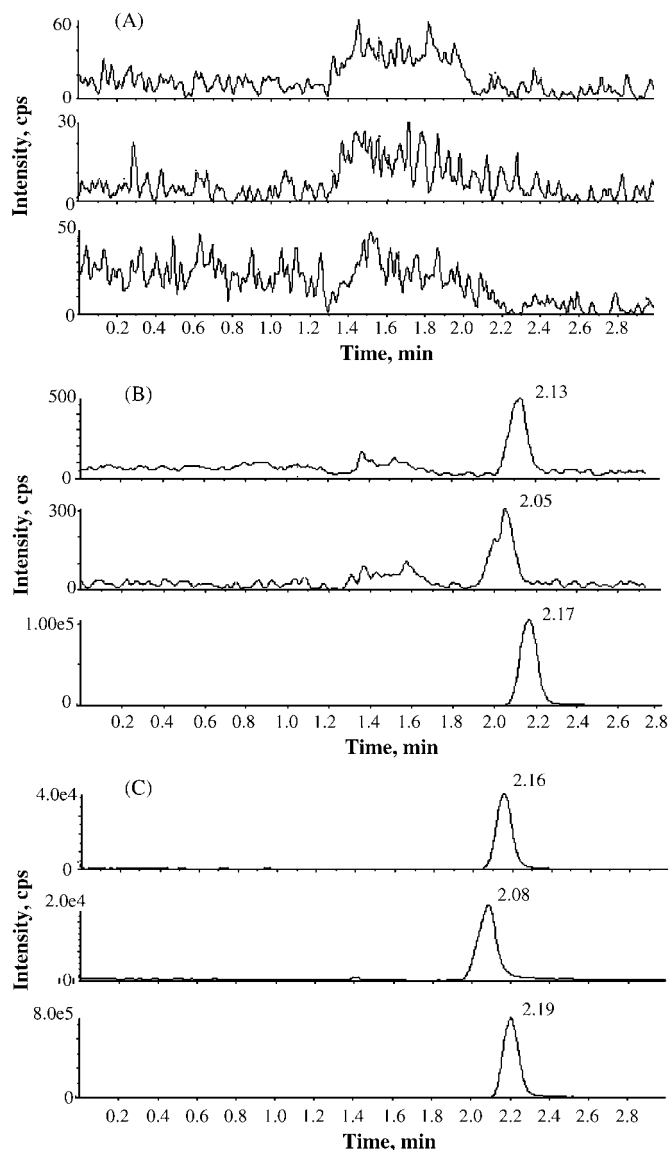 (A)
60
0
30
0
50
0
Intensity, cps
0.2 0.4 0.6 0.8 1.0 1.2 1.4 1.6 1.8 2.0 2.2 2.4 2.6 2.8
Time, min
(B)
500
2.13
0
300
2.05
0
1.00e5
2.17
0
Intensity, cps
0.2 0.4 0.6 0.8 1.0 1.2 1.4 1.6 1.8 2.0 2.2 2.4 2.6 2.8
Time, min
(C)
4.0e4
2.16
0
2.0e4
2.08
0
8.0e5
2.19
0
Intensity, cps
0.2 0.4 0.6 0.8 1.0 1.2 1.4 1.6 1.8 2.0 2.2 2.4 2.6 2.8
Time, min